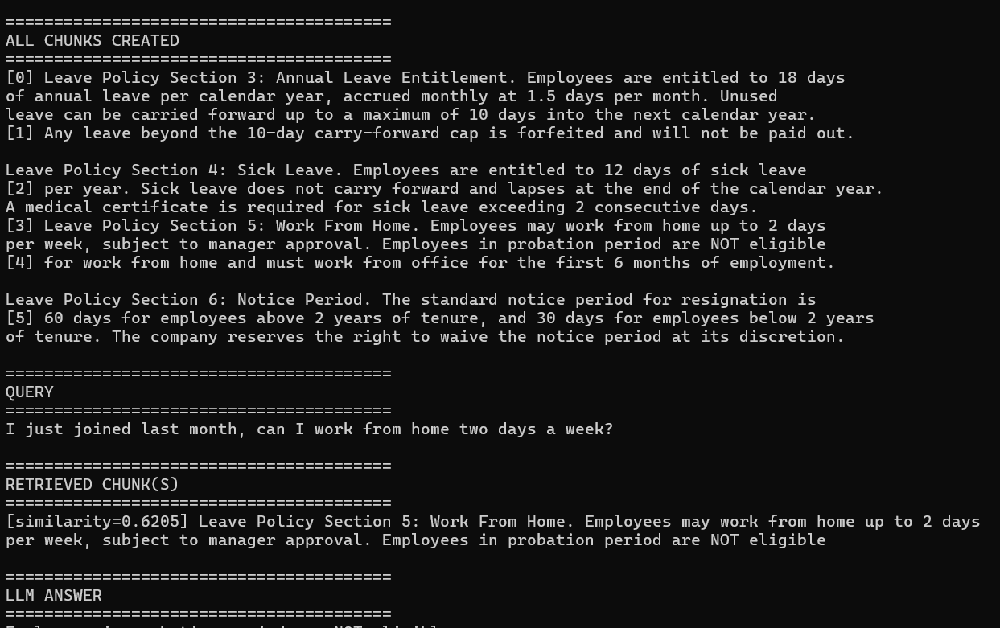 ========================================
ALL CHUNKS CREATED
========================================
[0] Leave Policy Section 3: Annual Leave Entitlement. Employees are entitled to 18 days
of annual leave per calendar year, accrued monthly at 1.5 days per month. Unused
leave can be carried forward up to a maximum of 10 days into the next calendar year.
[1] Any leave beyond the 10-day carry-forward cap is forfeited and will not be paid out.
Leave Policy Section 4: Sick Leave. Employees are entitled to 12 days of sick leave
[2] per year. Sick leave does not carry forward and lapses at the end of the calendar year.
A medical certificate is required for sick leave exceeding 2 consecutive days.
[3] Leave Policy Section 5: Work From Home. Employees may work from home up to 2 days
per week, subject to manager approval. Employees in probation period are NOT eligible
[4] for work from home and must work from office for the first 6 months of employment.
Leave Policy Section 6: Notice Period. The standard notice period for resignation is
[5] 60 days for employees above 2 years of tenure, and 30 days for employees below 2 years
of tenure. The company reserves the right to waive the notice period at its discretion.
========================================
QUERY
========================================
I just joined last month, can I work from home two days a week?
========================================
RETRIEVED CHUNK(S)
========================================
[similarity=0.6205] Leave Policy Section 5: Work From Home. Employees may work from home up to 2 days
per week, subject to manager approval. Employees in probation period are NOT eligible
========================================
LLM ANSWER
========================================